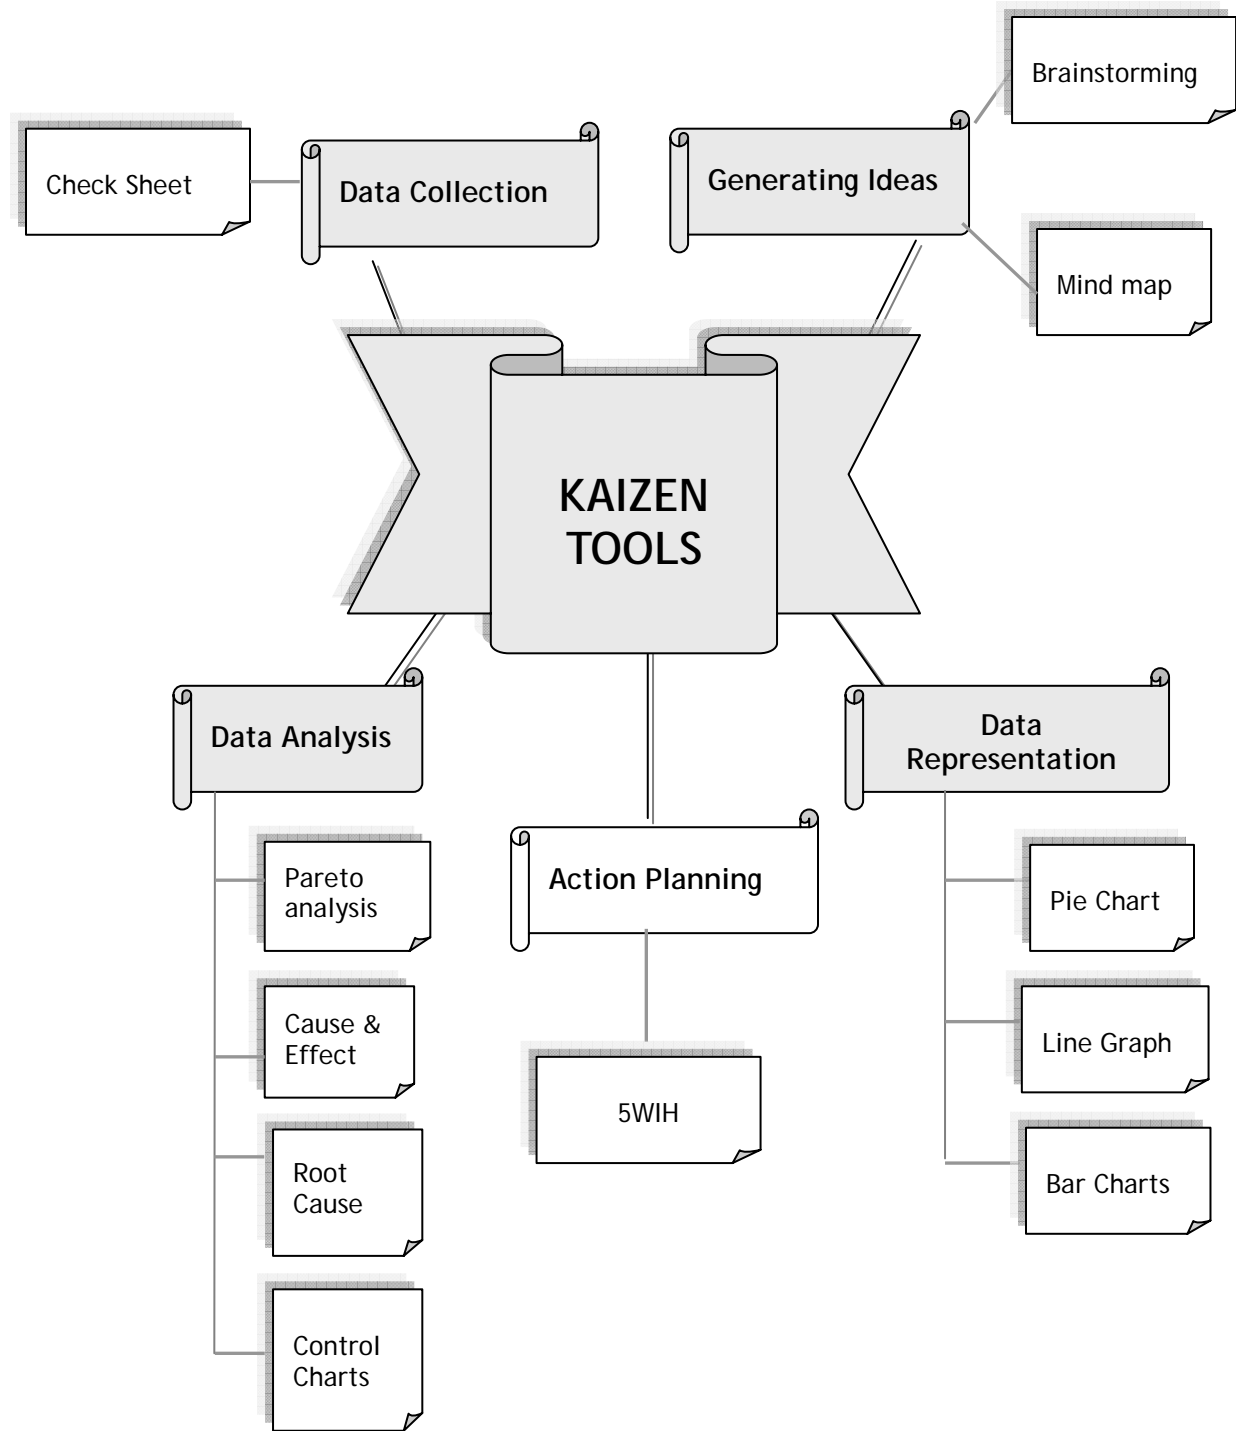 Brainstorming
Check Sheet
Data Collection
Generating Ideas
Mind map
KAIZEN
TOOLS
Data Analysis
Data
Representation
Action Planning
Pareto
analysis
Pie Chart
Cause &
Effect
Line Graph
5WIH
Root
Cause
Bar Charts
Control
Charts